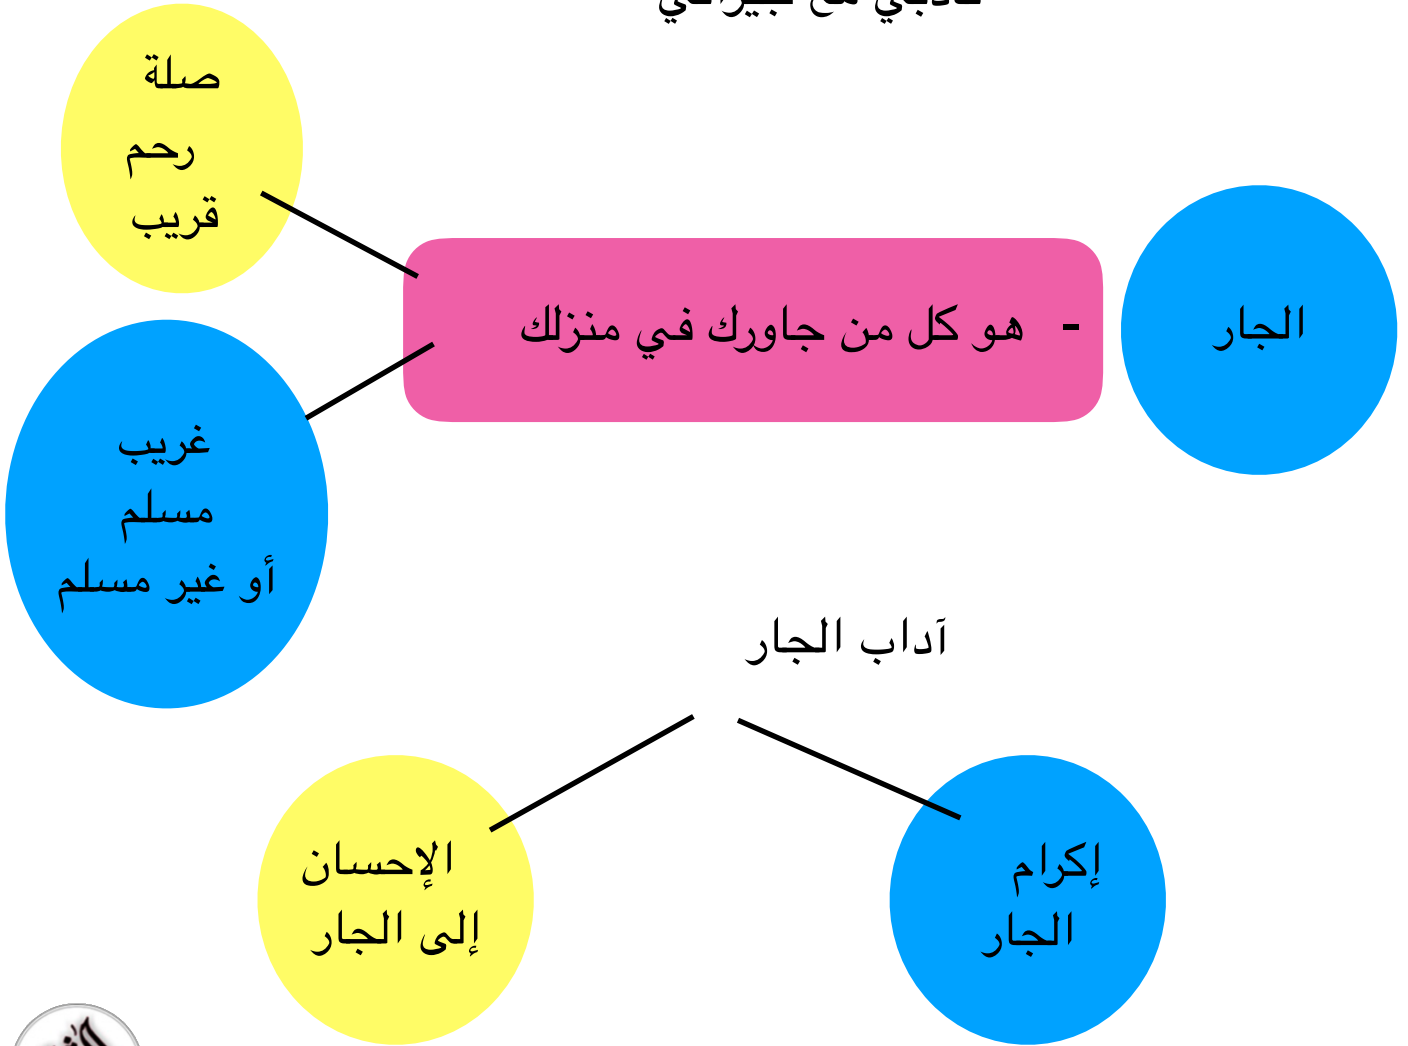 الجار
- هو كل من جاورك في منزلك
صلة
رحم
قريب
غريب
مسلم
أو غير مسلم
آداب الجار
إكرام
الجار
الإحسان
إلى الجار